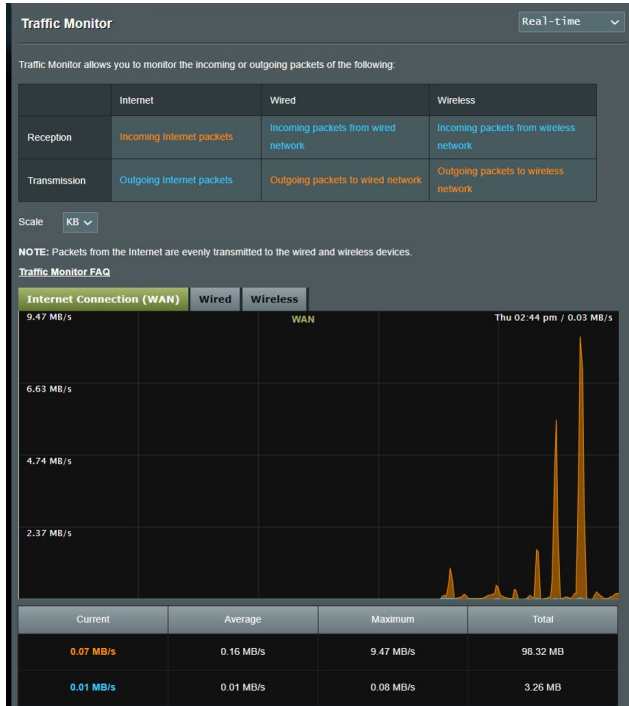 Traffic Monitor
Real-time
Traffic Monitor allows you to monitor the incoming or outgoing packets of the following:
Internet Wired Wireless
Reception Incoming Internet packets Incoming packets from wired network Incoming packets from wireless network
Transmission Outgoing Internet packets Outgoing packets to wired network Outgoing packets to wireless network
Scale KB
NOTE: Packets from the Internet are evenly transmitted to the wired and wireless devices.
Traffic Monitor FAQ
Internet Connection (WAN) Wired Wireless
9.47 MB/s WAN Thu 02:44 pm / 0.03 MB/s
6.63 MB/s
4.74 MB/s
2.37 MB/s
Current Average Maximum Total
0.07 MB/s 0.16 MB/s 9.47 MB/s 98.32 MB
0.01 MB/s 0.01 MB/s 0.08 MB/s 3.26 MB